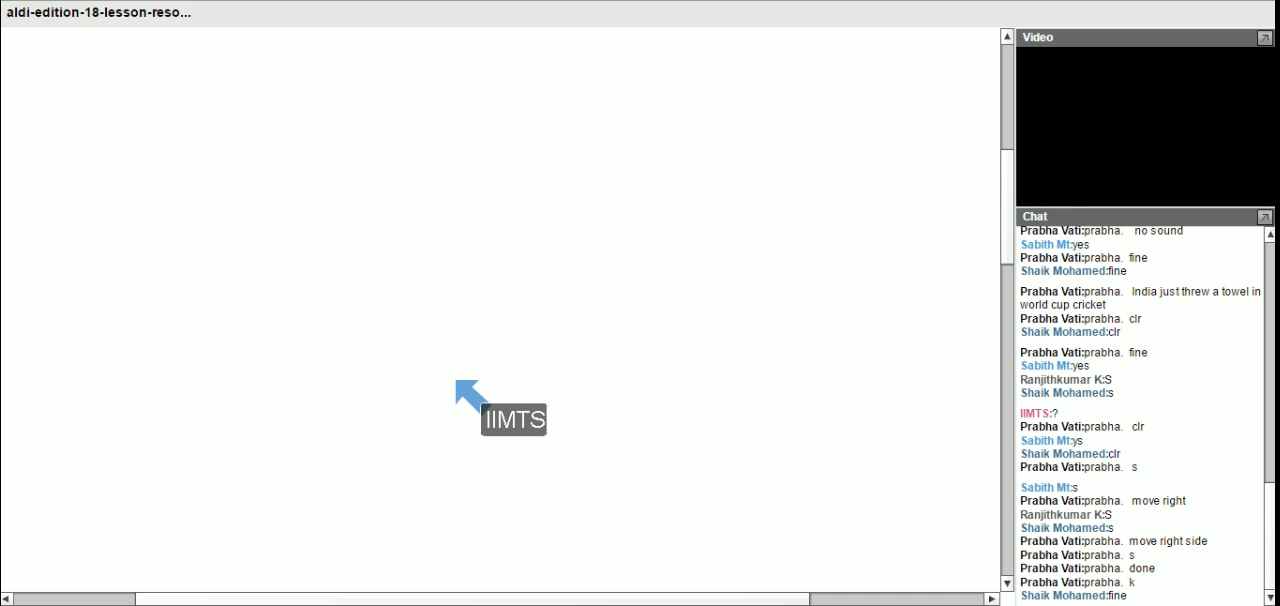 aldi-edition-18-lesson-reso...
Video
Chat
Prabha Vati:prabha. no sound
Sabith Mt:yes
Prabha Vati:prabha. fine
Shaik Mohamed:fine
Prabha Vati:prabha. India just threw a towel in
world cup cricket
Prabha Vati:prabha. clr
Shaik Mohamed:clr
Prabha Vati:prabha. fine
Sabith Mt:yes
Ranjithkumar K:S
Shaik Mohamed:s
IIMTS:?
Prabha Vati:prabha. clr
Sabith Mt:ys
Shaik Mohamed:clr
Prabha Vati:prabha. s
Sabith Mt:s
Prabha Vati:prabha. move right
Ranjithkumar K:S
Shaik Mohamed:s
Prabha Vati:prabha. move right side
Prabha Vati:prabha. s
Prabha Vati:prabha. done
Prabha Vati:prabha. k
Shaik Mohamed:fine
IIMTS